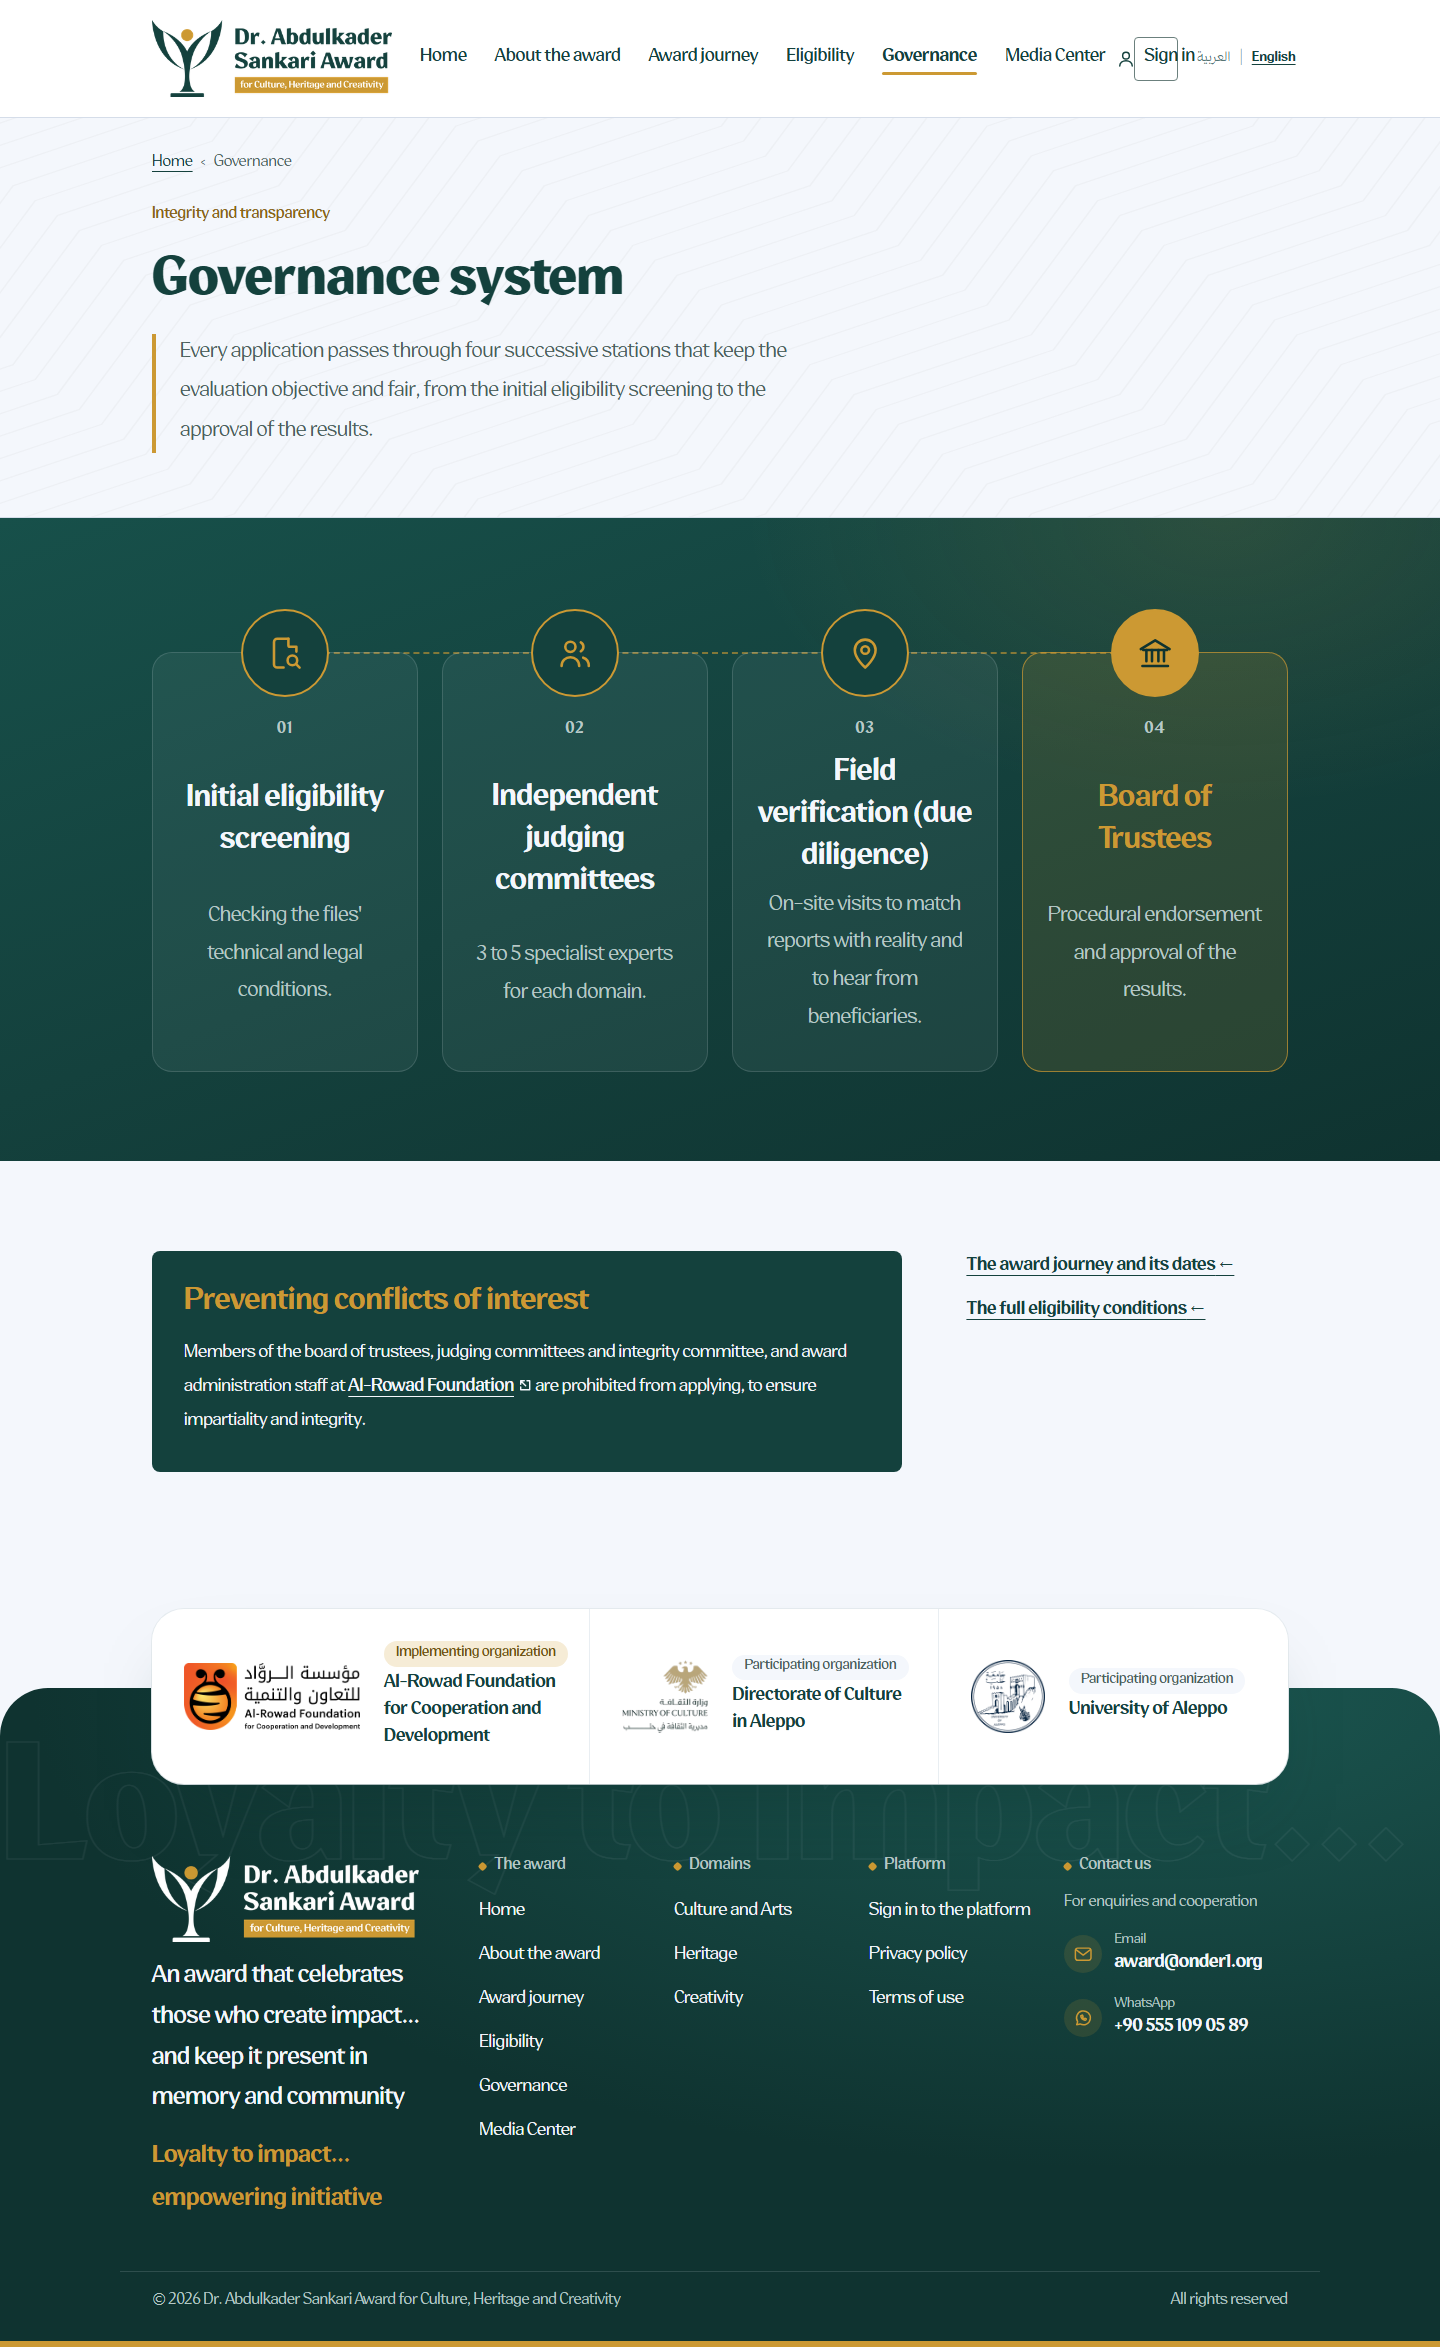 Dr. Abdulkader
Sankari Award
for Culture, Heritage and Creativity
Home
About the award
Award journey
Eligibility
Governance
Media Center
Sign in
العربية
English
Home ‹ Governance
Integrity and transparency
Governance system
Every application passes through four successive stations that keep the
evaluation objective and fair, from the initial eligibility screening to the
approval of the results.
01
Initial eligibility
screening
Checking the files'
technical and legal
conditions.
02
Independent
judging
committees
3 to 5 specialist experts
for each domain.
03
Field
verification (due
diligence)
On-site visits to match
reports with reality and
to hear from
beneficiaries.
04
Board of
Trustees
Procedural endorsement
and approval of the
results.
Preventing conflicts of interest
Members of the board of trustees, judging committees and integrity committee, and award
administration staff at Al-Rowad Foundation are prohibited from applying, to ensure
impartiality and integrity.
The award journey and its dates ←
The full eligibility conditions ←
مؤسسة الـروَّاد
للتعاون والتنمية
Al-Rowad Foundation
for Cooperation and Development
Implementing organization
Al-Rowad Foundation
for Cooperation and
Development
وزارة الثقافة
MINISTRY OF CULTURE
مديرية الثقافة في حلب
Participating organization
Directorate of Culture
in Aleppo
Participating organization
University of Aleppo
Loyalty to impact...
Dr. Abdulkader
Sankari Award
for Culture, Heritage and Creativity
An award that celebrates
those who create impact...
and keep it present in
memory and community
Loyalty to impact...
empowering initiative
The award
Home
About the award
Award journey
Eligibility
Governance
Media Center
Domains
Culture and Arts
Heritage
Creativity
Platform
Sign in to the platform
Privacy policy
Terms of use
Contact us
For enquiries and cooperation
Email
award@onder1.org
WhatsApp
+90 555 109 05 89
© 2026 Dr. Abdulkader Sankari Award for Culture, Heritage and Creativity
All rights reserved